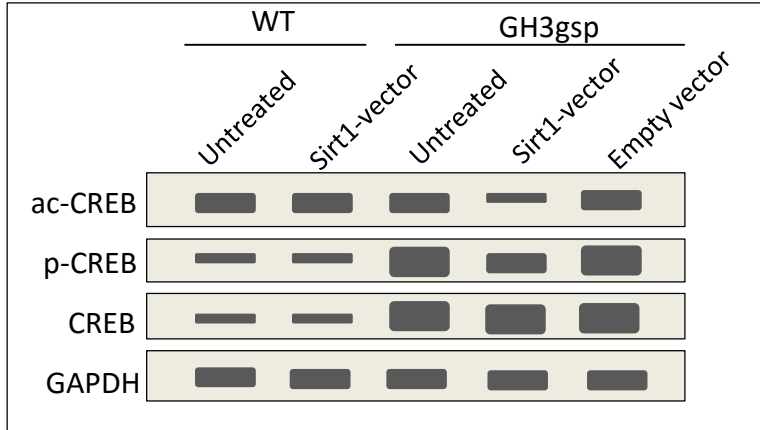 WT
GH3gsp
Untreated
Sirt1-vector
Untreated
Sirt1-vector
Empty vector
ac-CREB
p-CREB
CREB
GAPDH